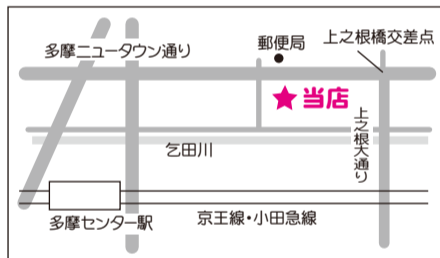 多摩ニュータウン通り
郵便局
上之根橋交差点
★当店
上之根大通り
乞田川
多摩センター駅
京王線・小田急線